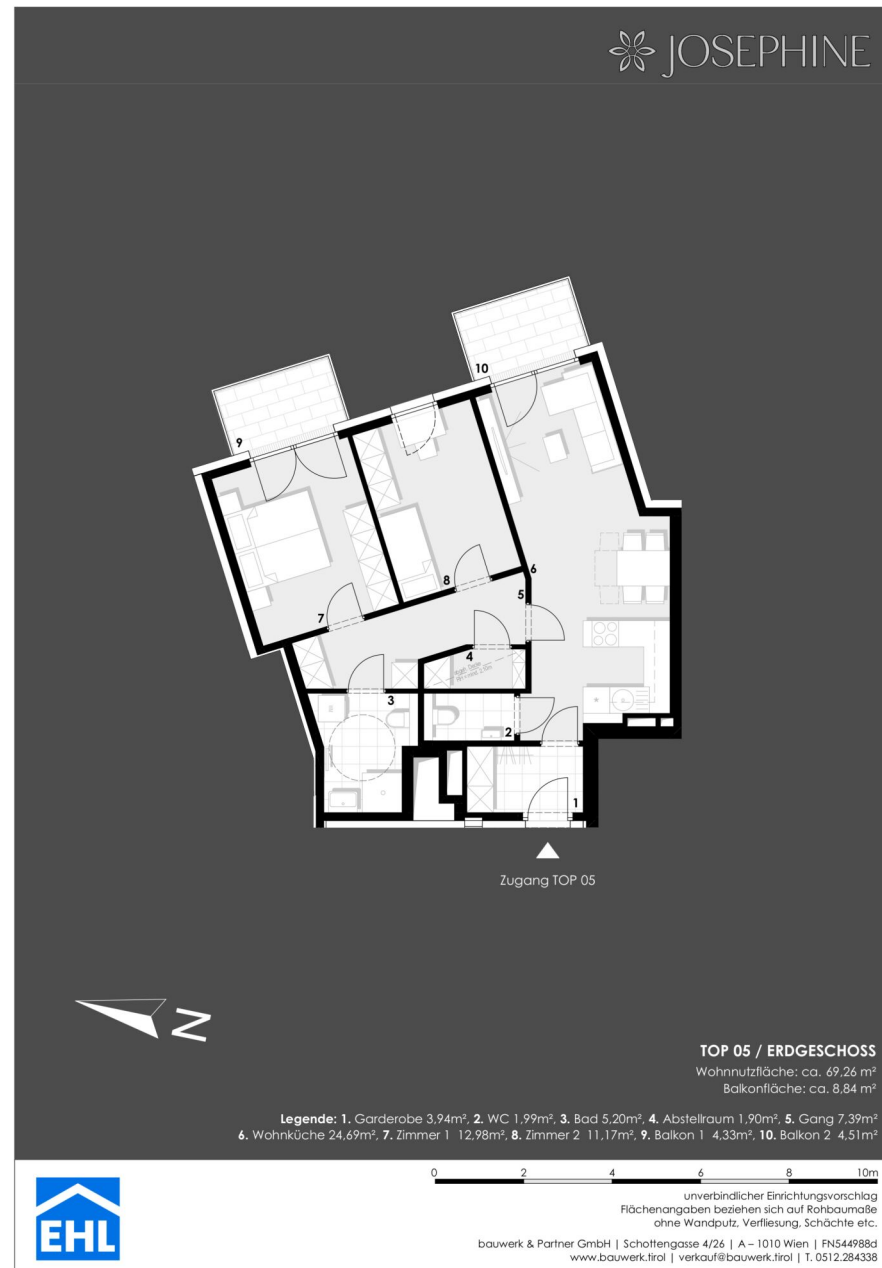 JOSEPHINE
10
9
6
8
5
7
4
3
2
1
Zugang TOP 05
N
TOP 05 / ERDGESCHOSS
Wohnnutzfläche: ca. 69,26 m²
Balkonfläche: ca. 8,84 m²
Legende: 1. Garderobe 3,94m², 2. WC 1,99m², 3. Bad 5,20m², 4. Abstellraum 1,90m², 5. Gang 7,39m²
6. Wohnküche 24,69m², 7. Zimmer 1 12,98m², 8. Zimmer 2 11,17m², 9. Balkon 1 4,33m², 10. Balkon 2 4,51m²
0 2 4 6 8 10m
unverbindlicher Einrichtungsvorschlag
Flächenangaben beziehen sich auf Rohbaumaße
ohne Wandputz, Verfliesung, Schächte etc.
EHL
bauwerk & Partner GmbH | Schottengasse 4/26 | A – 1010 Wien | FN544988d
www.bauwerk.tirol | verkauf@bauwerk.tirol | T. 0512.284338